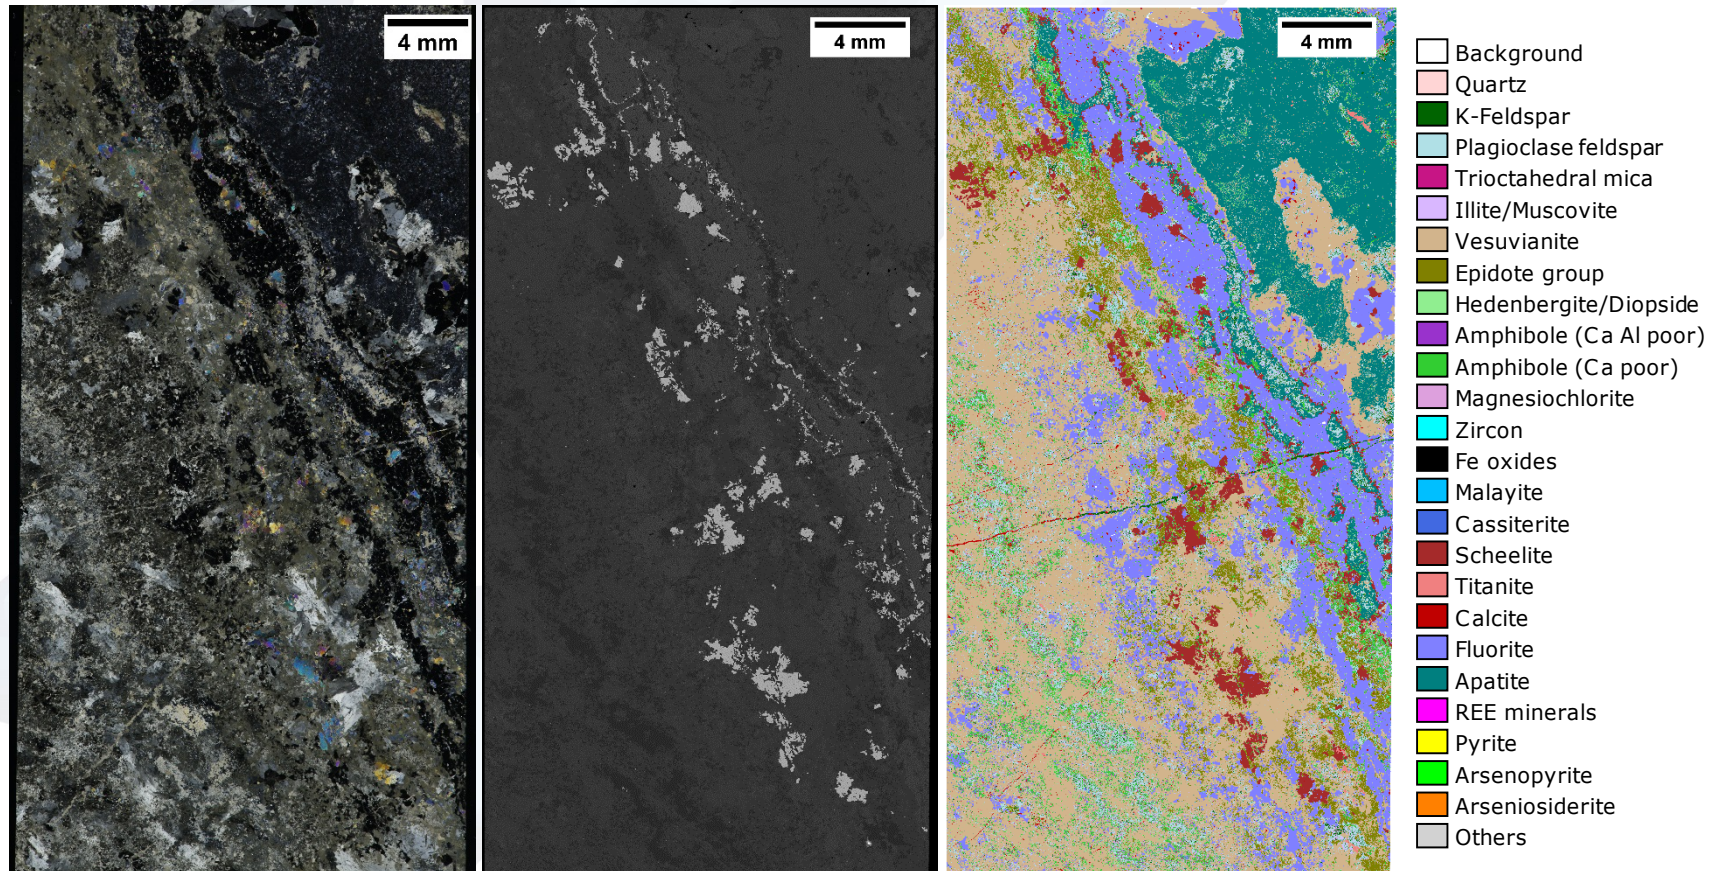 4 mm
4 mm
4 mm
Background
Quartz
K-Feldspar
Plagioclase feldspar
Trioctahedral mica
Illite/Muscovite
Vesuvianite
Epidote group
Hedenbergite/Diopside
Amphibole (Ca Al poor)
Amphibole (Ca poor)
Magnesiochlorite
Zircon
Fe oxides
Malayite
Cassiterite
Scheelite
Titanite
Calcite
Fluorite
Apatite
REE minerals
Pyrite
Arsenopyrite
Arseniosiderite
Others